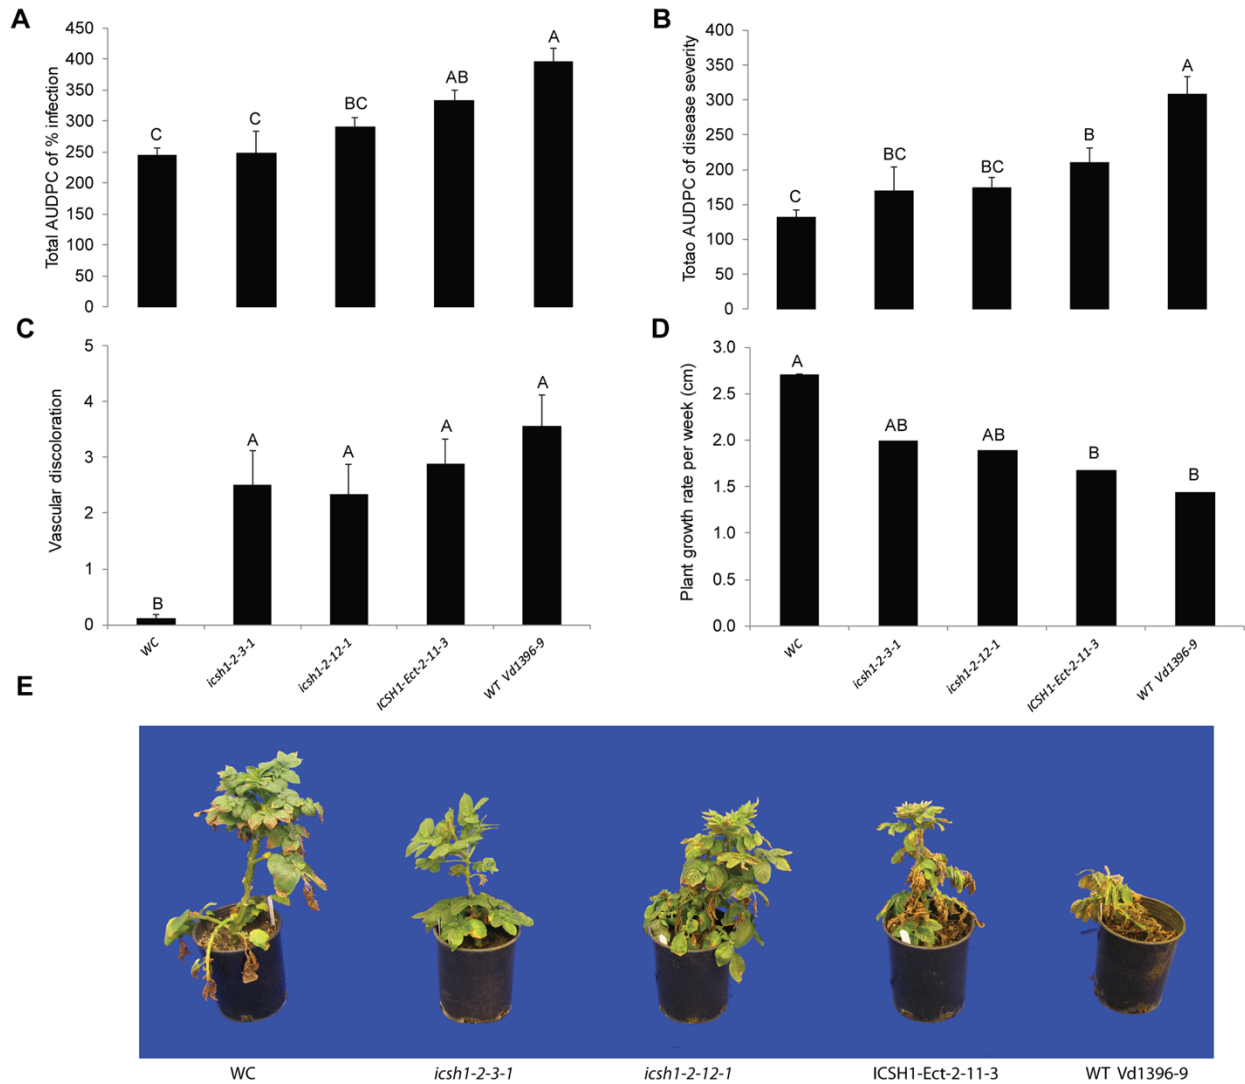 A
Total AUDPC of % infection
450
400
350
300
250
200
150
100
50
0
C
C
BC
AB
A
B
Totao AUDPC of disease severity
400
350
300
250
200
150
100
50
0
C
BC
BC
B
A
C
Vascular discoloration
5
4
3
2
1
0
B
A
A
A
A
WC
icsh1-2-3-1
icsh1-2-12-1
ICSH1-Ect-2-11-3
WT Vd1396-9
D
Plant growth rate per week (cm)
3.0
2.5
2.0
1.5
1.0
0.5
0.0
A
AB
AB
B
B
WC
icsh1-2-3-1
icsh1-2-12-1
ICSH1-Ect-2-11-3
WT Vd1396-9
E
WC
icsh1-2-3-1
icsh1-2-12-1
ICSH1-Ect-2-11-3
WT Vd1396-9